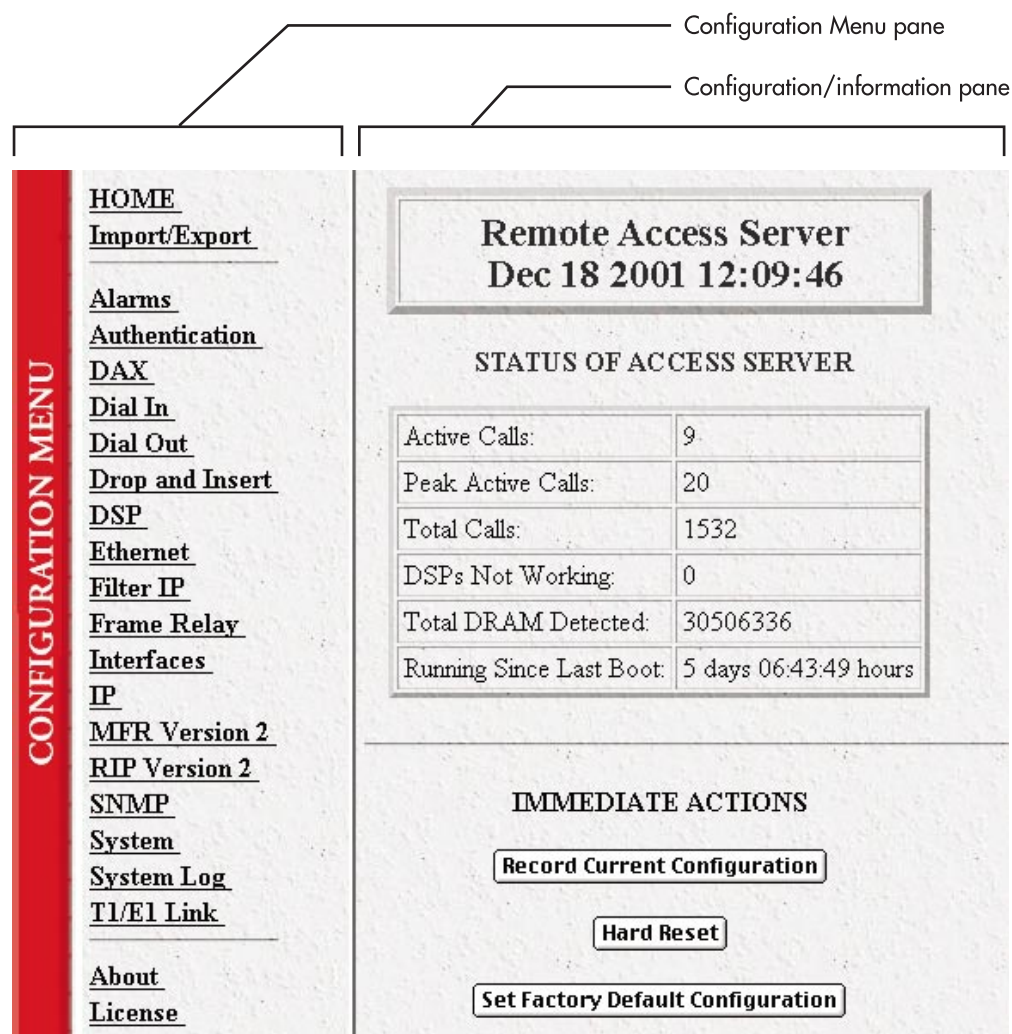 Configuration Menu pane
Configuration/information pane
CONFIGURATION MENU
HOME
Import/Export
Alarms
Authentication
DAX
Dial In
Dial Out
Drop and Insert
DSP
Ethernet
Filter IP
Frame Relay
Interfaces
IP
MFR Version 2
RIP Version 2
SNMP
System
System Log
T1/E1 Link
About
License
Remote Access Server
Dec 18 2001 12:09:46
STATUS OF ACCESS SERVER
Active Calls: 9
Peak Active Calls: 20
Total Calls: 1532
DSPs Not Working: 0
Total DRAM Detected: 30506336
Running Since Last Boot: 5 days 06:43:49 hours
IMMEDIATE ACTIONS
Record Current Configuration
Hard Reset
Set Factory Default Configuration